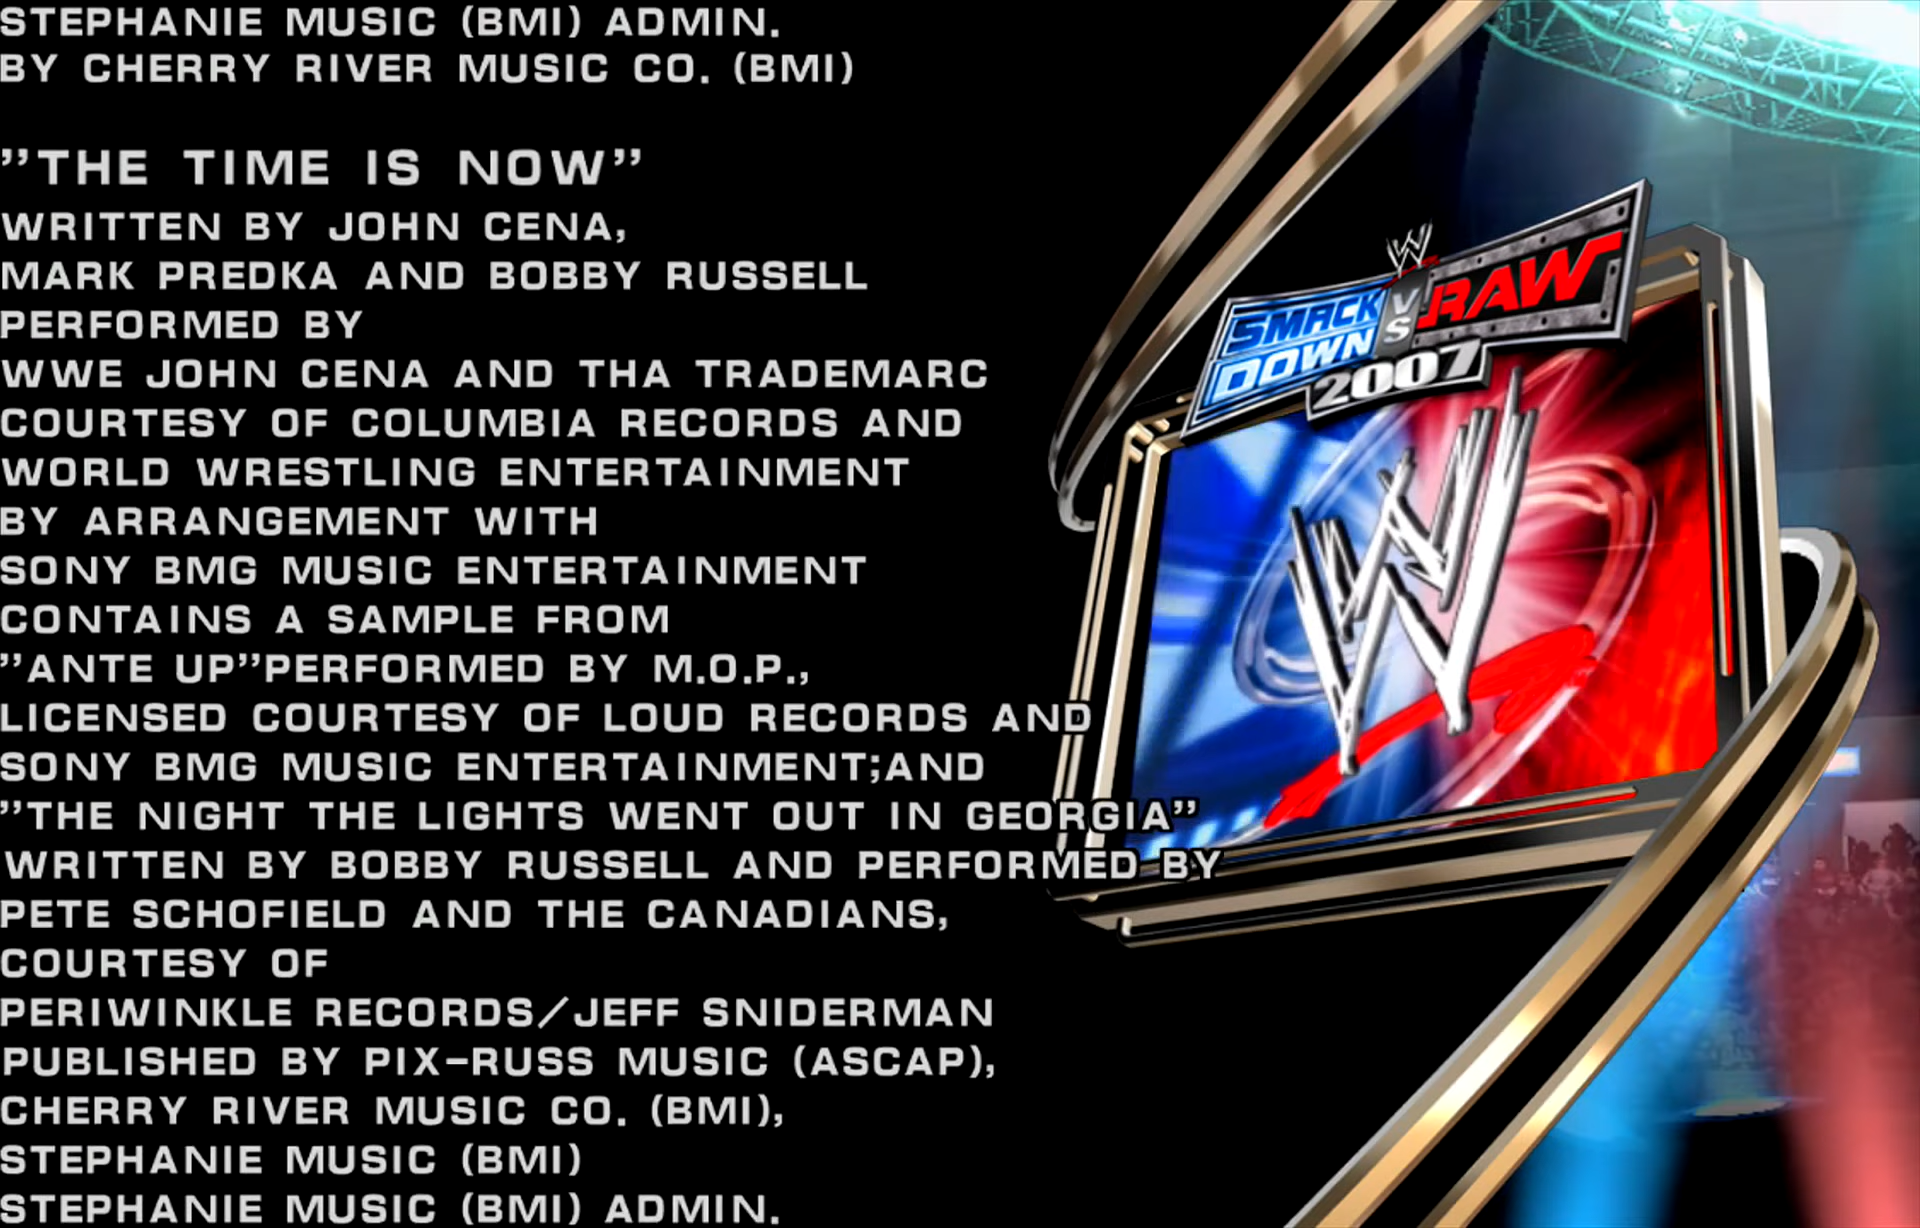 STEPHANIE MUSIC (BMI) ADMIN.
BY CHERRY RIVER MUSIC CO. (BMI)
"THE TIME IS NOW"
WRITTEN BY JOHN CENA,
MARK PREDKA AND BOBBY RUSSELL
PERFORMED BY
WWE JOHN CENA AND THA TRADEMARC
COURTESY OF COLUMBIA RECORDS AND
WORLD WRESTLING ENTERTAINMENT
BY ARRANGEMENT WITH
SONY BMG MUSIC ENTERTAINMENT
CONTAINS A SAMPLE FROM
"ANTE UP"PERFORMED BY M.O.P.,
LICENSED COURTESY OF LOUD RECORDS AND
SONY BMG MUSIC ENTERTAINMENT;AND
"THE NIGHT THE LIGHTS WENT OUT IN GEORGIA"
WRITTEN BY BOBBY RUSSELL AND PERFORMED BY
PETE SCHOFIELD AND THE CANADIANS,
COURTESY OF
PERIWINKLE RECORDS/JEFF SNIDERMAN
PUBLISHED BY PIX-RUSS MUSIC (ASCAP),
CHERRY RIVER MUSIC CO. (BMI),
STEPHANIE MUSIC (BMI)
STEPHANIE MUSIC (BMI) ADMIN.
W
SMACK
DOWN
VS
RAW
2007
W